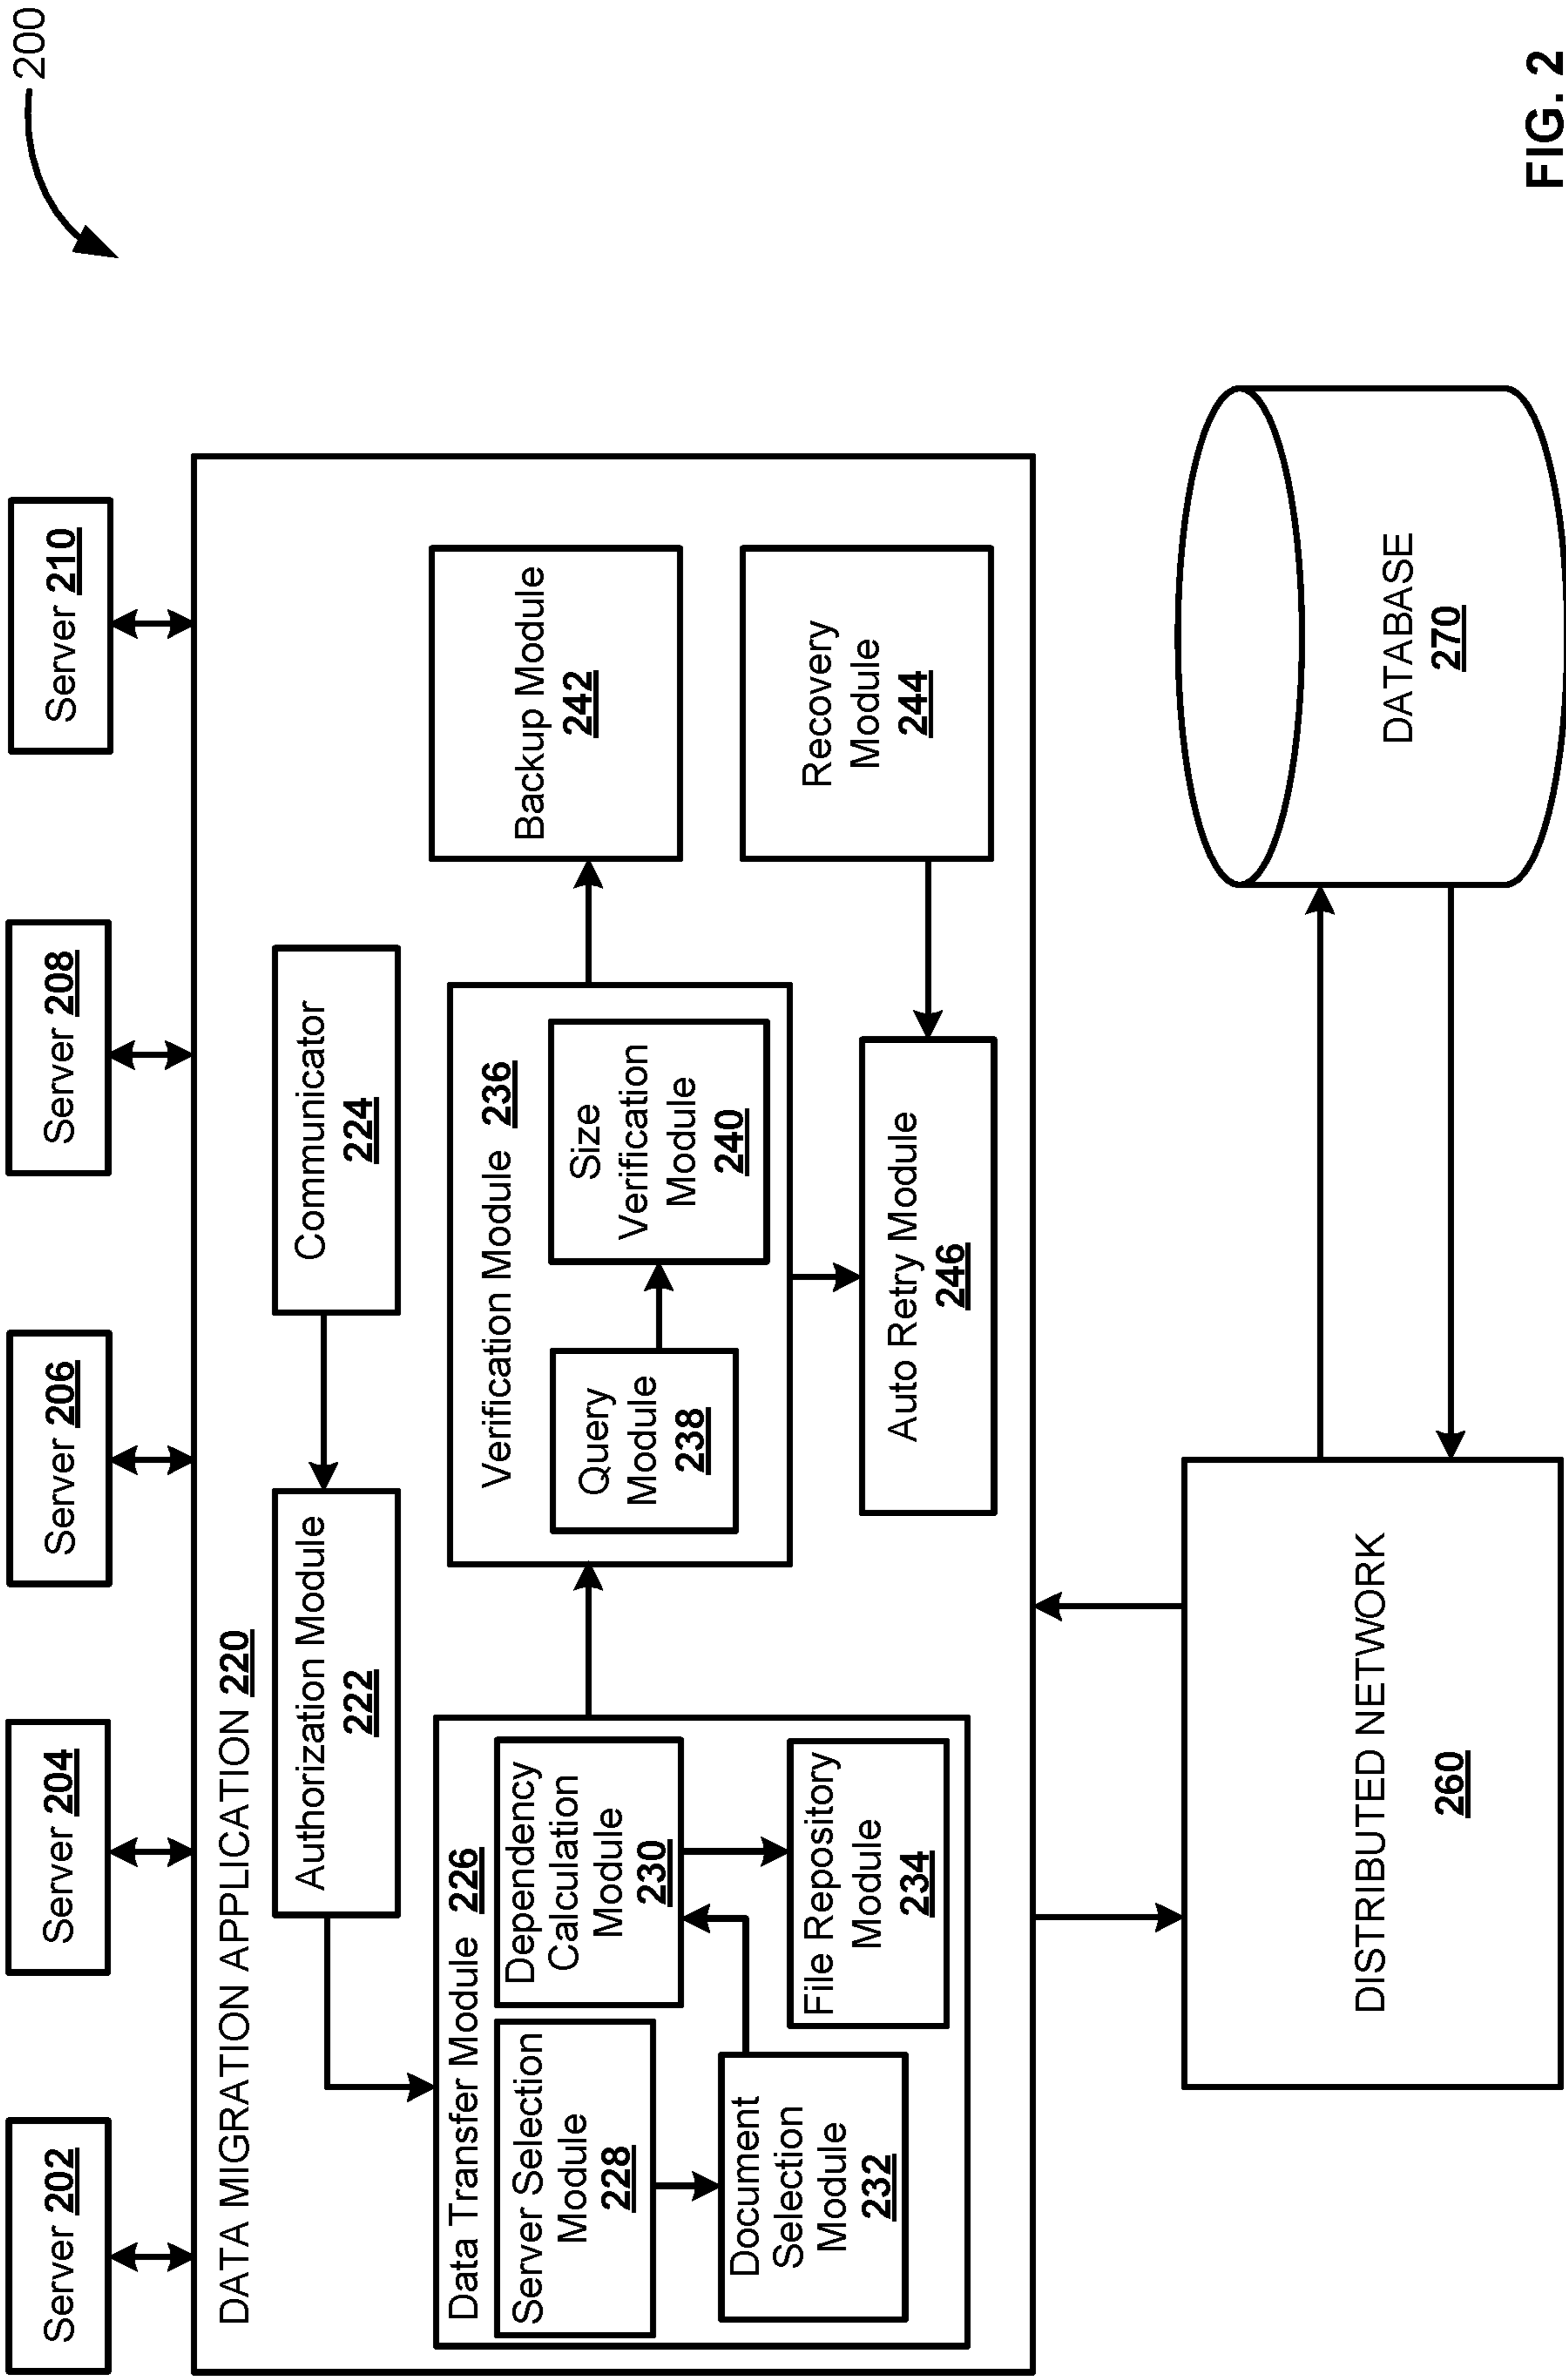 200
Server 202
Server 204
Server 206
Server 208
Server 210
DATA MIGRATION APPLICATION 220
Authorization Module
222
Communicator
224
Data Transfer Module 226
Server Selection
Module
228
Dependency
Calculation
Module
230
Document
Selection
Module
232
File Repository
Module
234
Verification Module 236
Query
Module
238
Size
Verification
Module
240
Backup Module
242
Recovery
Module
244
Auto Retry Module
246
DISTRIBUTED NETWORK
260
DATABASE
270
FIG. 2